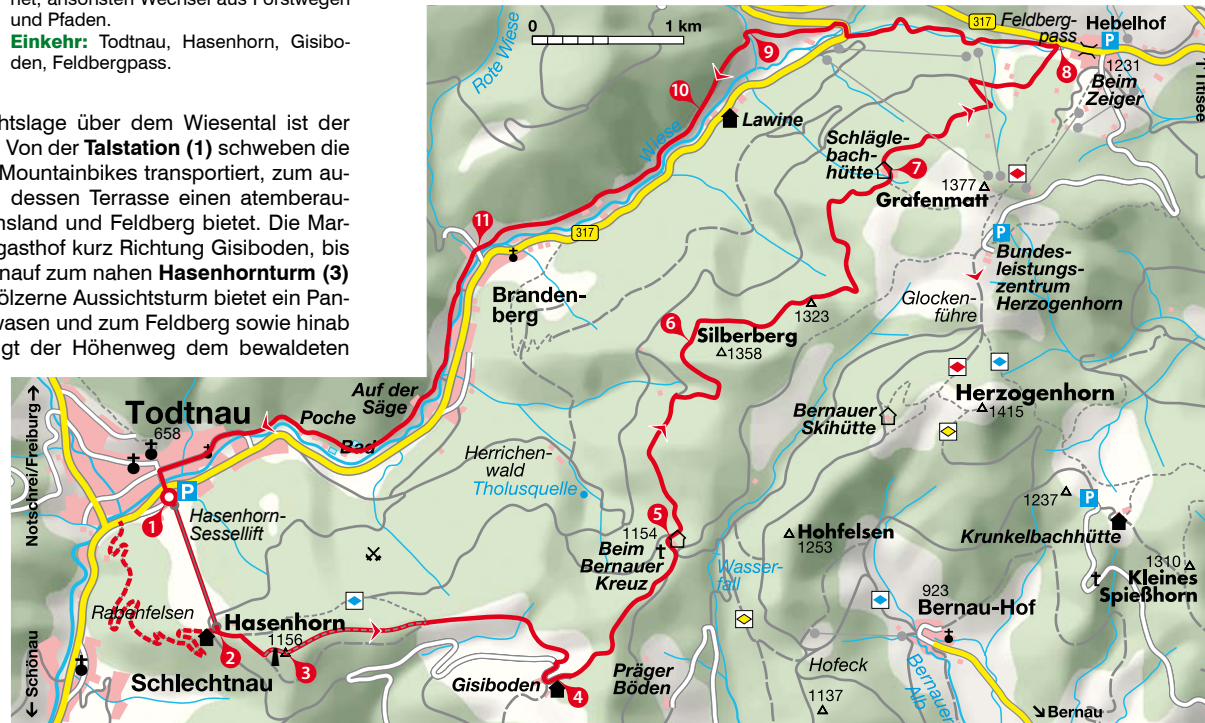 net, ansonsten Wechsel aus Forstwegen
und Pfaden.
Einkehr: Todtnau, Hasenhorn, Gisibo-
den, Feldbergpass.
htslage über dem Wiesental ist der
Von der Talstation (1) schweben die
Mountainbikes transportiert, zum au-
dessen Terrasse einen atemberau-
nsland und Feldberg bietet. Die Mar-
gasthof kurz Richtung Gisiboden, bis
nauf zum nahen Hasenhornturm (3)
ölzerne Aussichtsturm bietet ein Pan-
vasen und zum Feldberg sowie hinab
gt der Höhenweg dem bewaldeten
0 1 km
Rote Wiese
317
Feldberg-
pass
Hebelhof
P
8
1231
Beim
Zeiger
Titisee
9
10
Lawine
Wiese
Schlägle-
bach-
hütte
7
1377
Grafenmatt
11
317
Branden-
berg
P
Bundes-
leistungs-
zentrum
Herzogenhorn
Glocken-
führe
1323
6
Silberberg
1358
Herzogenhorn
1415
Bernauer
Skihütte
Notschrei/Freiburg
Todtnau
658
Auf der
Säge
Poche
Bad
P
1
Hasenhorn-
Sessellift
Herrichen-
wald
Tholusquelle
5
1154
Beim
Bernauer
Kreuz
Wasser-
fall
Hohfelsen
1253
1237
P
Krunkelbachhütte
1310
Kleines
Spießhorn
923
Bernau-Hof
Rabenfelsen
Hasenhorn
1156
2
3
Schlechtnau
Schönau
Gisiboden
4
Präger
Böden
Hofeck
1137
Bernauer
Alb
Bernau